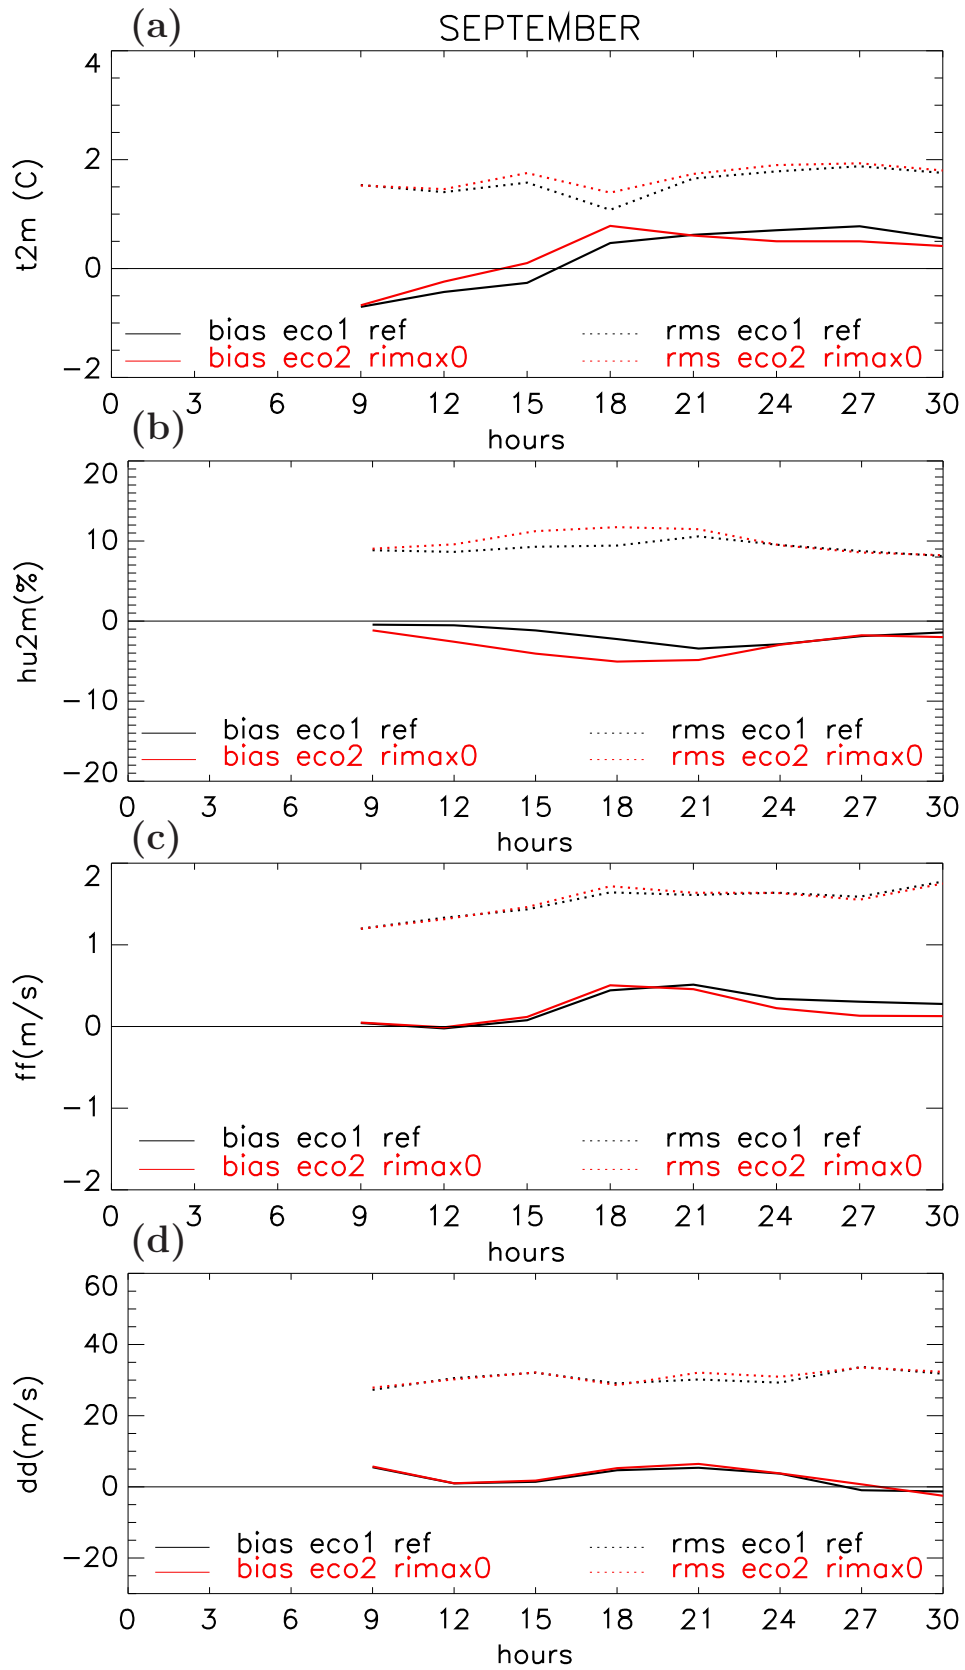 (a) SEPTEMBER
4
2
0
−2
t2m (C)
bias eco1 ref rms eco1 ref
bias eco2 rimax0 rms eco2 rimax0
0 3 6 9 12 15 18 21 24 27 30
hours
(b)
20
10
0
−10
−20
hu2m(%)
bias eco1 ref rms eco1 ref
bias eco2 rimax0 rms eco2 rimax0
0 3 6 9 12 15 18 21 24 27 30
hours
(c)
2
1
0
−1
−2
ff(m/s)
bias eco1 ref rms eco1 ref
bias eco2 rimax0 rms eco2 rimax0
0 3 6 9 12 15 18 21 24 27 30
hours
(d)
60
40
20
0
−20
dd(m/s)
bias eco1 ref rms eco1 ref
bias eco2 rimax0 rms eco2 rimax0
0 3 6 9 12 15 18 21 24 27 30
hours